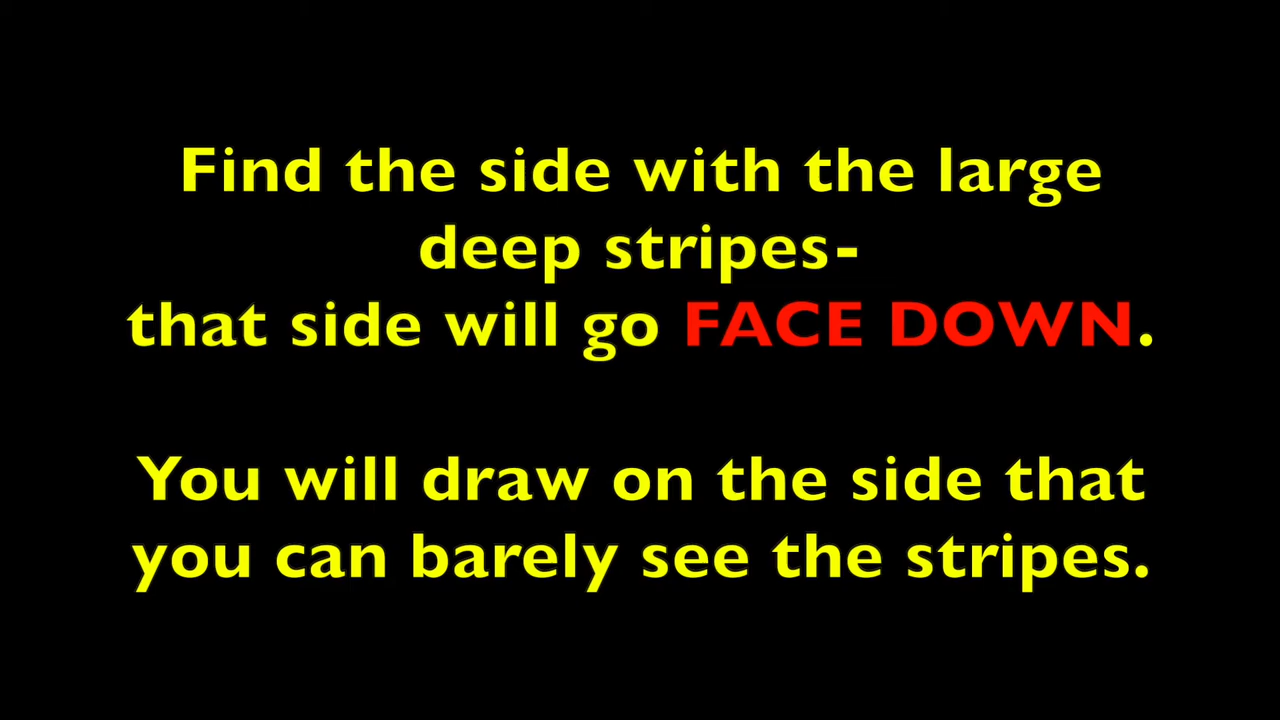 Find the side with the large
deep stripes-
that side will go FACE DOWN.
You will draw on the side that
you can barely see the stripes.